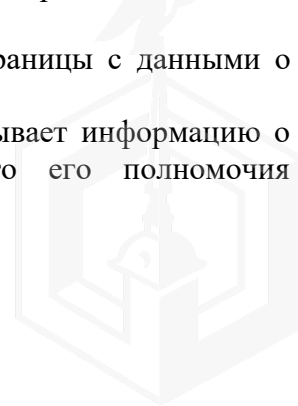 раницы с данными о
ывает информацию о
о его полномочия